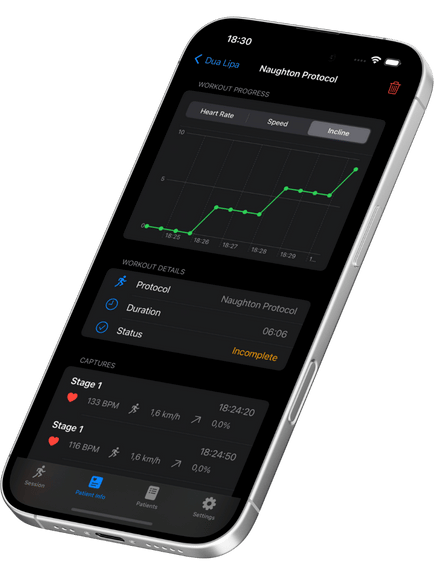 18:30
Dua Lipa
Naughton Protocol
WORKOUT PROGRESS
Heart Rate Speed Incline
10
5
0
18:25 18:26 18:27 18:28 18:29 1...
WORKOUT DETAILS
Protocol Naughton Protocol
Duration 06:06
Status Incomplete
CAPTURES
Stage 1 18:24:20
133 BPM 1,6 km/h 0,0%
Stage 1 18:24:50
116 BPM 1,6 km/h 0,0%
Session Patient Info Patients Settings